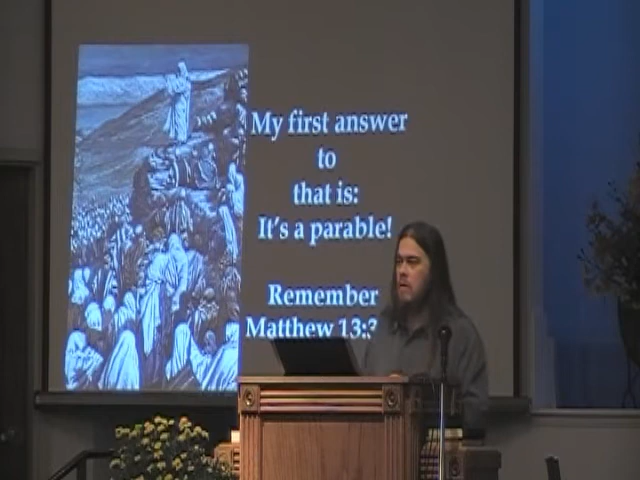 My first answer
to
that is:
It's a parable!
Remember
Matthew 13:3